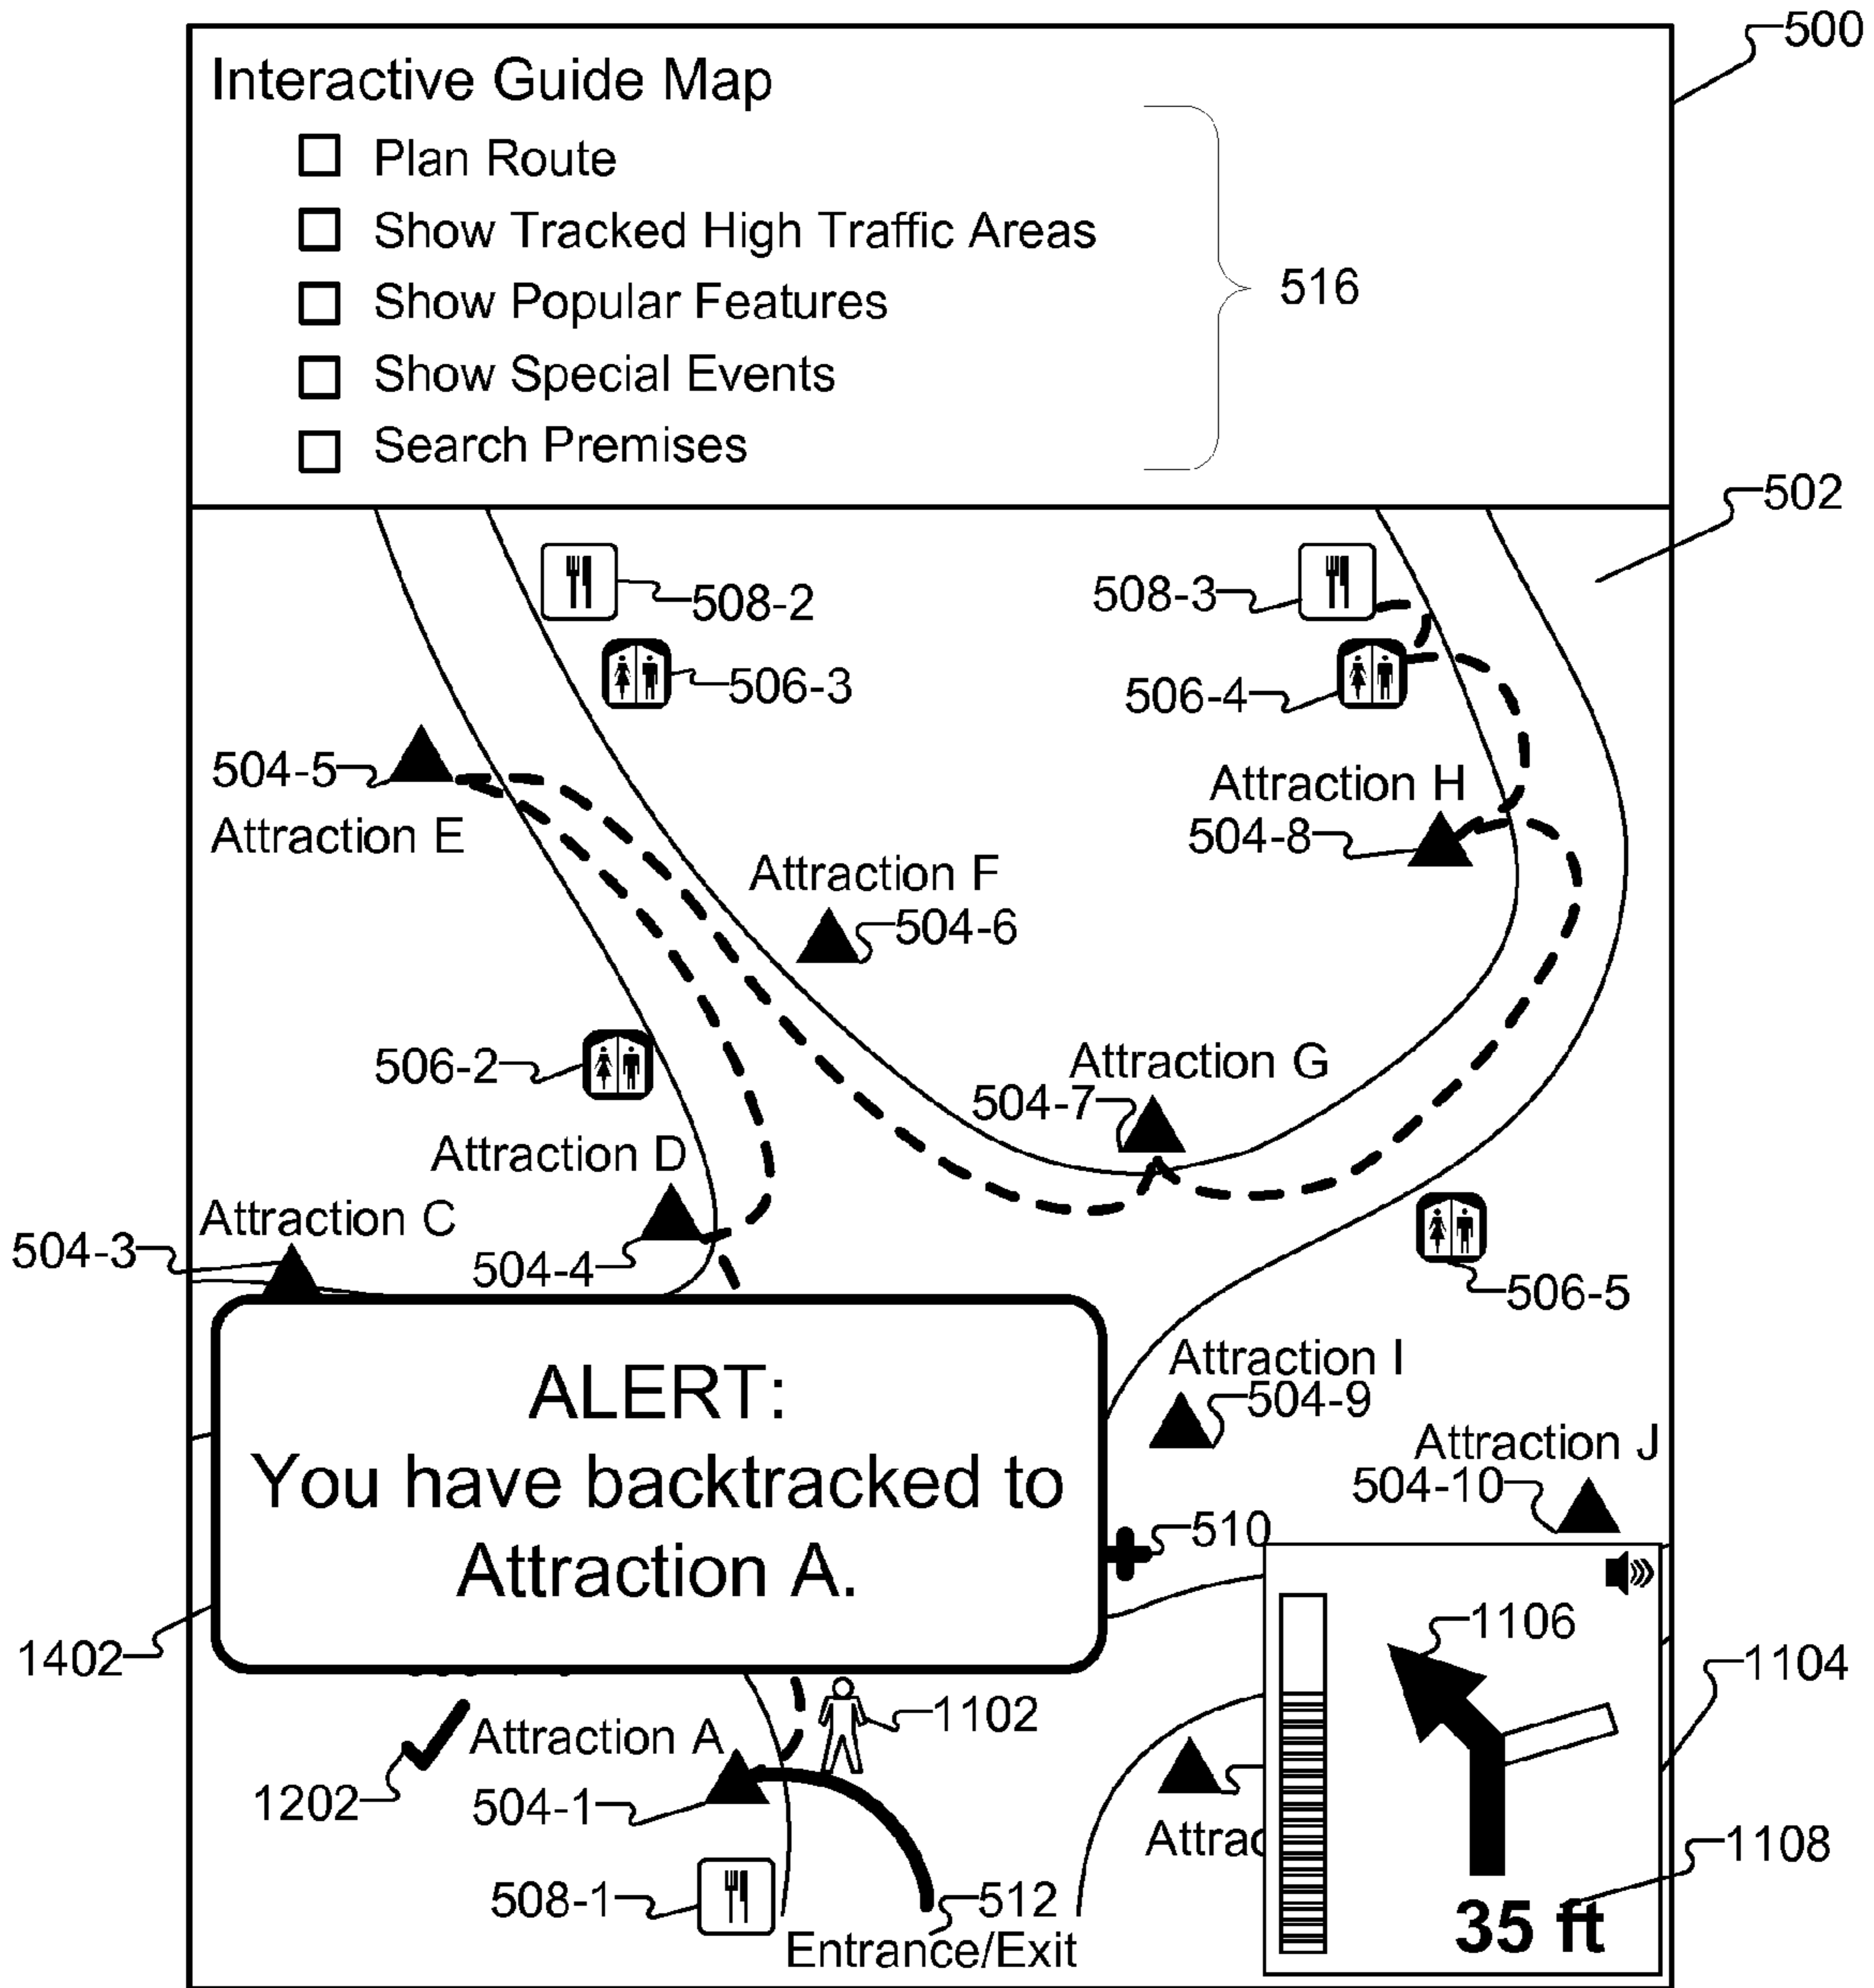 500
Interactive Guide Map
Plan Route
Show Tracked High Traffic Areas
Show Popular Features
Show Special Events
Search Premises
516
502
508-2
508-3
506-3
506-4
504-5
Attraction E
Attraction H
504-8
Attraction F
504-6
506-2
Attraction G
504-7
Attraction D
Attraction C
504-3
504-4
506-5
Attraction I
504-9
Attraction J
504-10
ALERT:
You have backtracked to
Attraction A.
510
1402
1106
1104
1102
Attraction A
1202
504-1
Attrac
1108
508-1
512
Entrance/Exit
35 ft